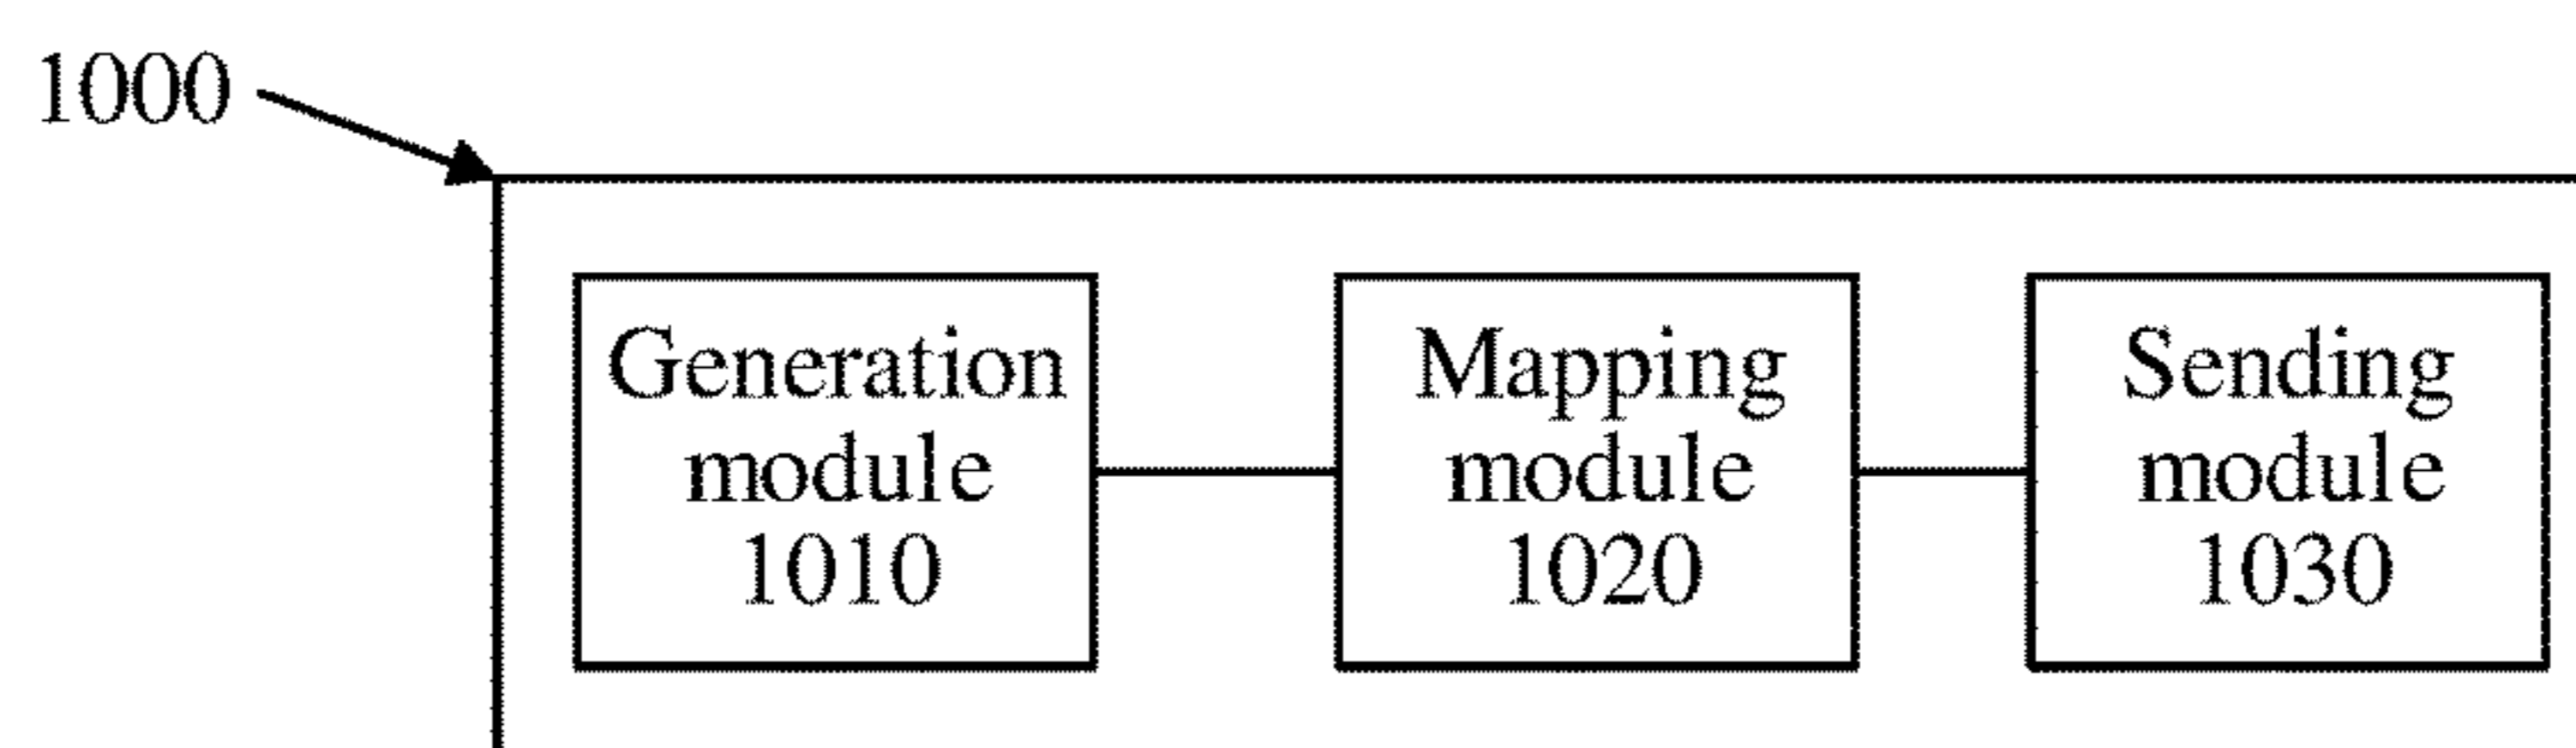 1000
Generation
module
1010
Mapping
module
1020
Sending
module
1030